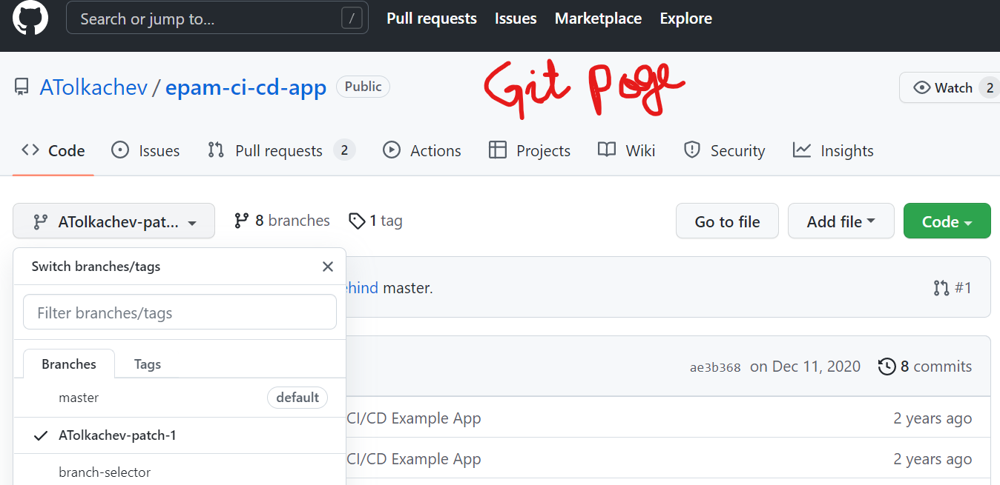 Search or jump to... /
Pull requests Issues Marketplace Explore
ATolkachev / epam-ci-cd-app Public
Git page
Watch 2
Code Issues Pull requests 2 Actions Projects Wiki Security Insights
ATolkachev-pat... 8 branches 1 tag Go to file Add file Code
Switch branches/tags
hind master. #1
Filter branches/tags
Branches Tags
ae3b368 on Dec 11, 2020 8 commits
master default
CI/CD Example App 2 years ago
ATolkachev-patch-1
CI/CD Example App 2 years ago
branch-selector